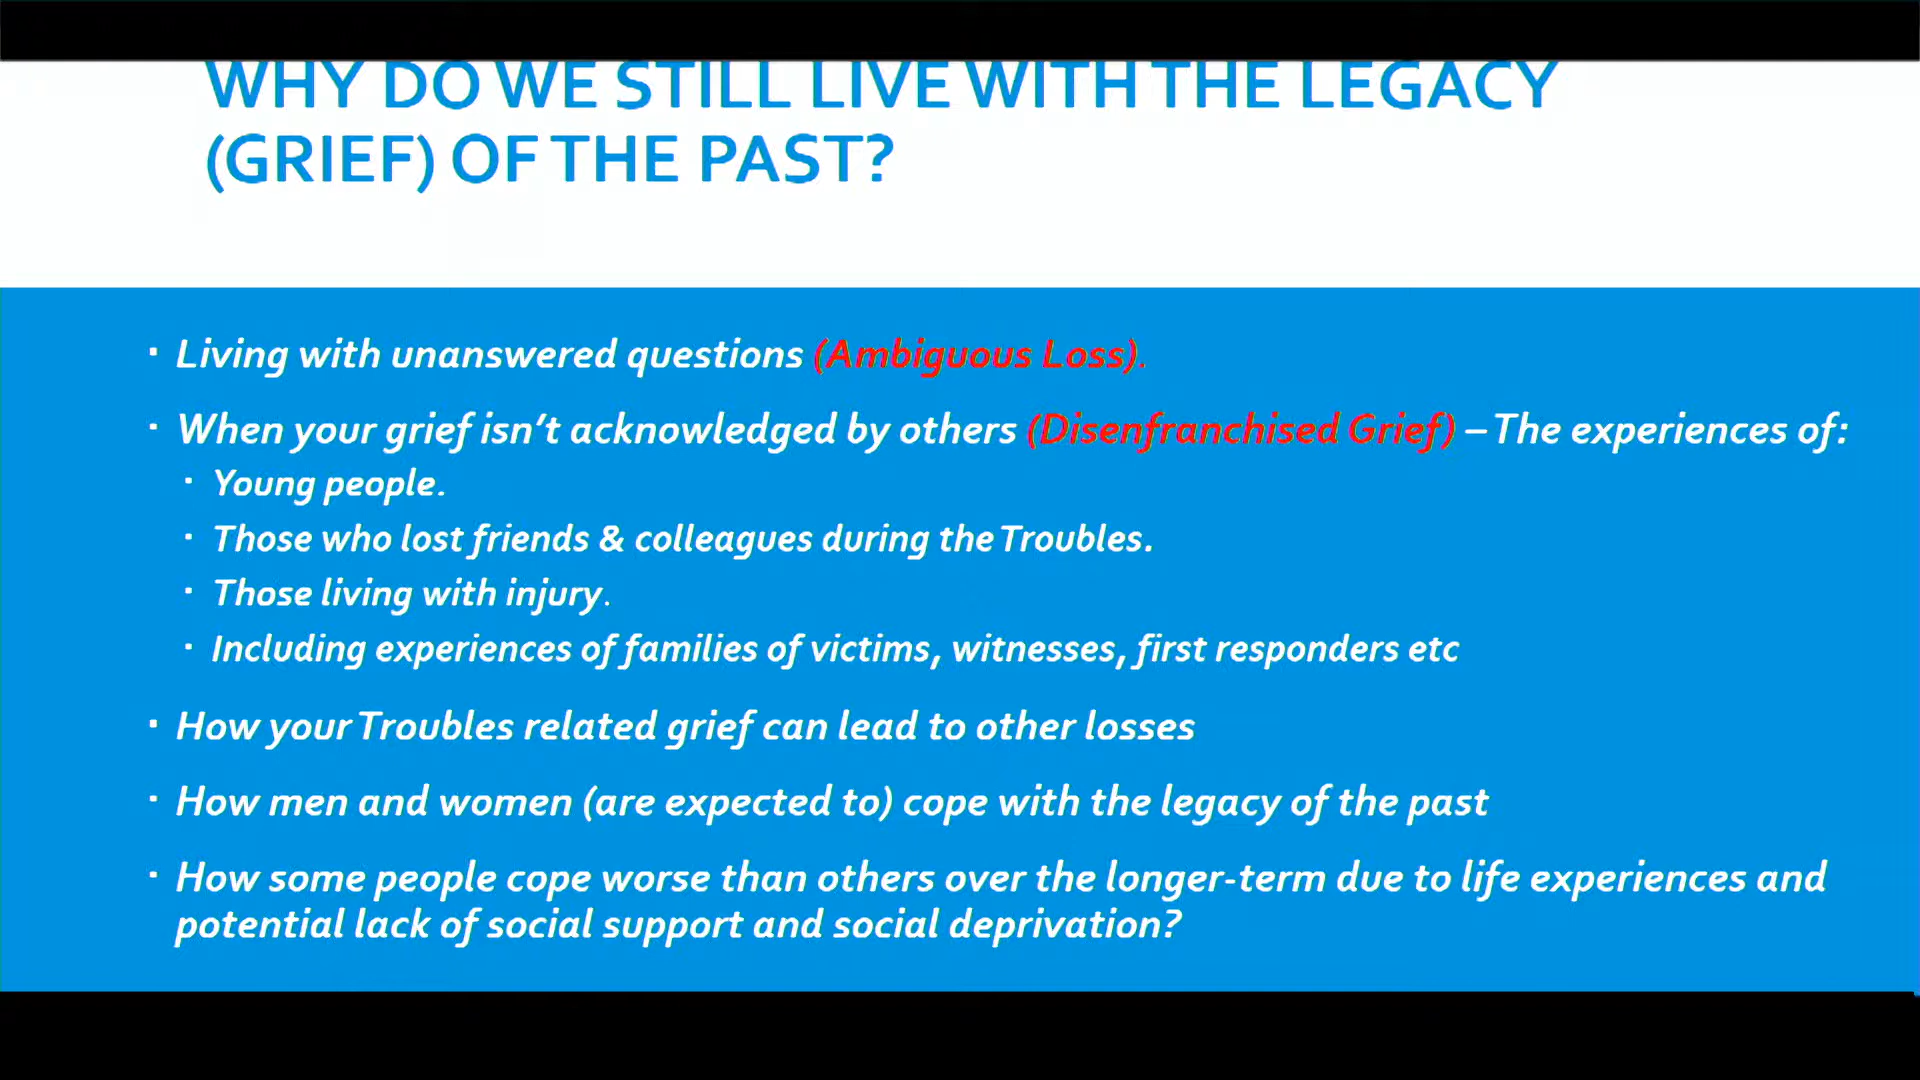 WHY DO WE STILL LIVE WITH THE LEGACY
(GRIEF) OF THE PAST?
▪ Living with unanswered questions (Ambiguous Loss).
▪ When your grief isn’t acknowledged by others (Disenfranchised Grief) – The experiences of:
▪ Young people.
▪ Those who lost friends & colleagues during the Troubles.
▪ Those living with injury.
▪ Including experiences of families of victims, witnesses, first responders etc
▪ How your Troubles related grief can lead to other losses
▪ How men and women (are expected to) cope with the legacy of the past
▪ How some people cope worse than others over the longer-term due to life experiences and
potential lack of social support and social deprivation?